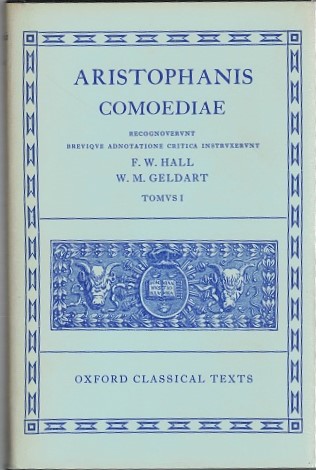 ARISTOPHANIS
COMOEDIAE
RECOGNOVERVNT
BREVIQVE ADNOTATIONE CRITICA INSTRVXERVNT
F. W. HALL
W. M. GELDART
TOMVS I
OXFORD CLASSICAL TEXTS